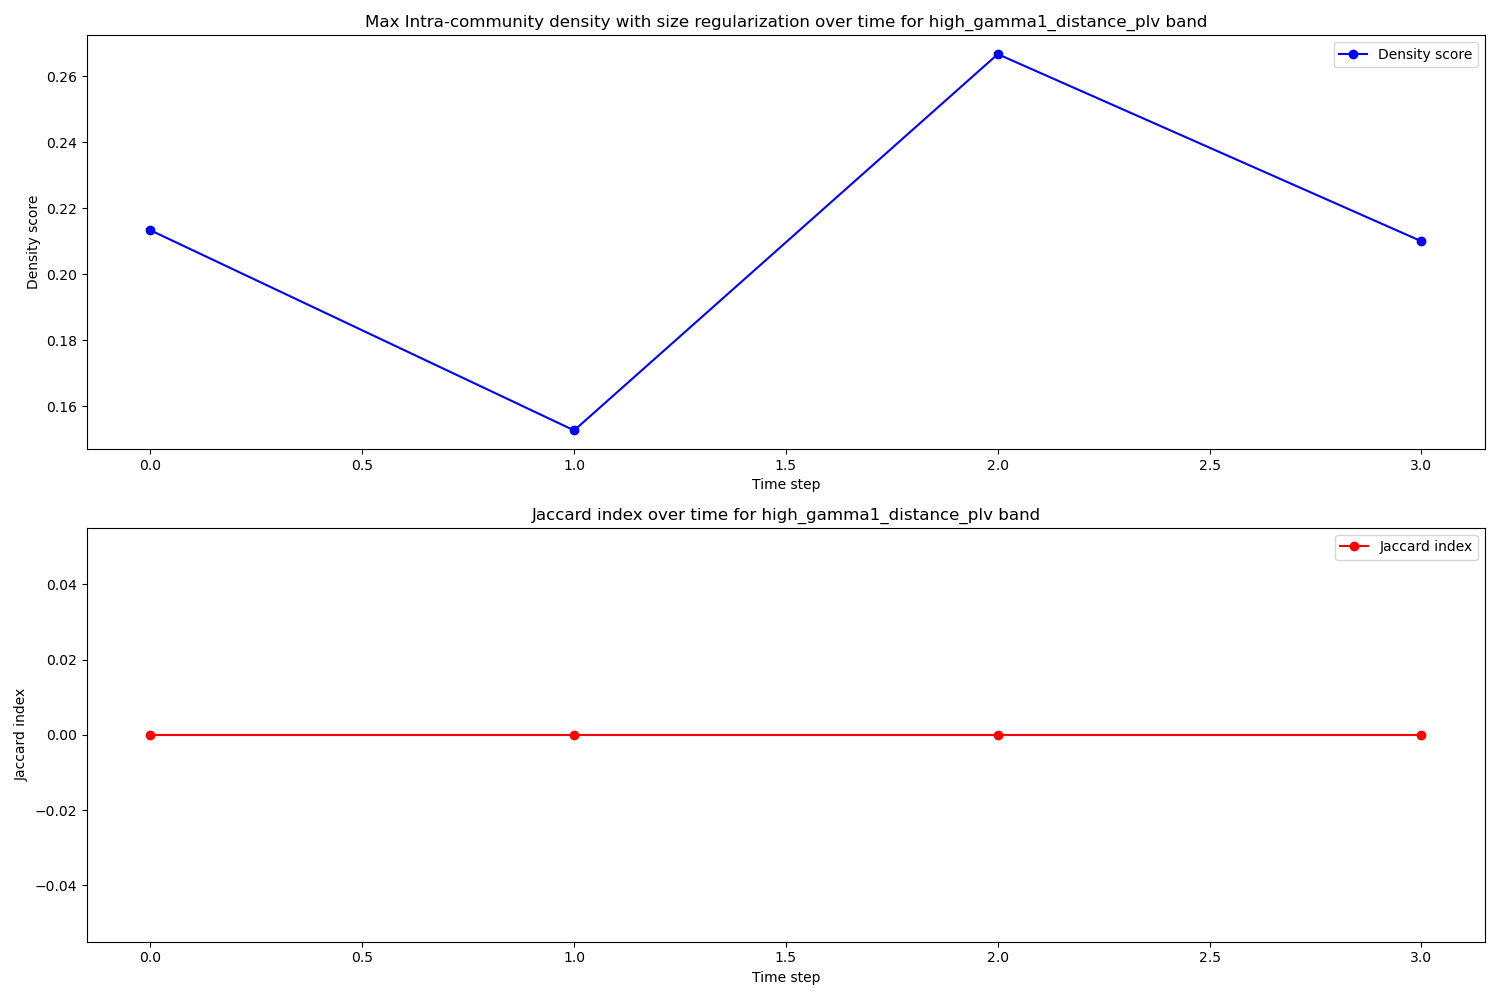 Max Intra-community density with size regularization over time for high_gamma1_distance_plv band
Density score
0.26
0.24
0.22
0.20
0.18
0.16
Density score
0.0 0.5 1.0 1.5 2.0 2.5 3.0
Time step
Jaccard index over time for high_gamma1_distance_plv band
Jaccard index
0.04
0.02
0.00
−0.02
−0.04
Jaccard index
0.0 0.5 1.0 1.5 2.0 2.5 3.0
Time step